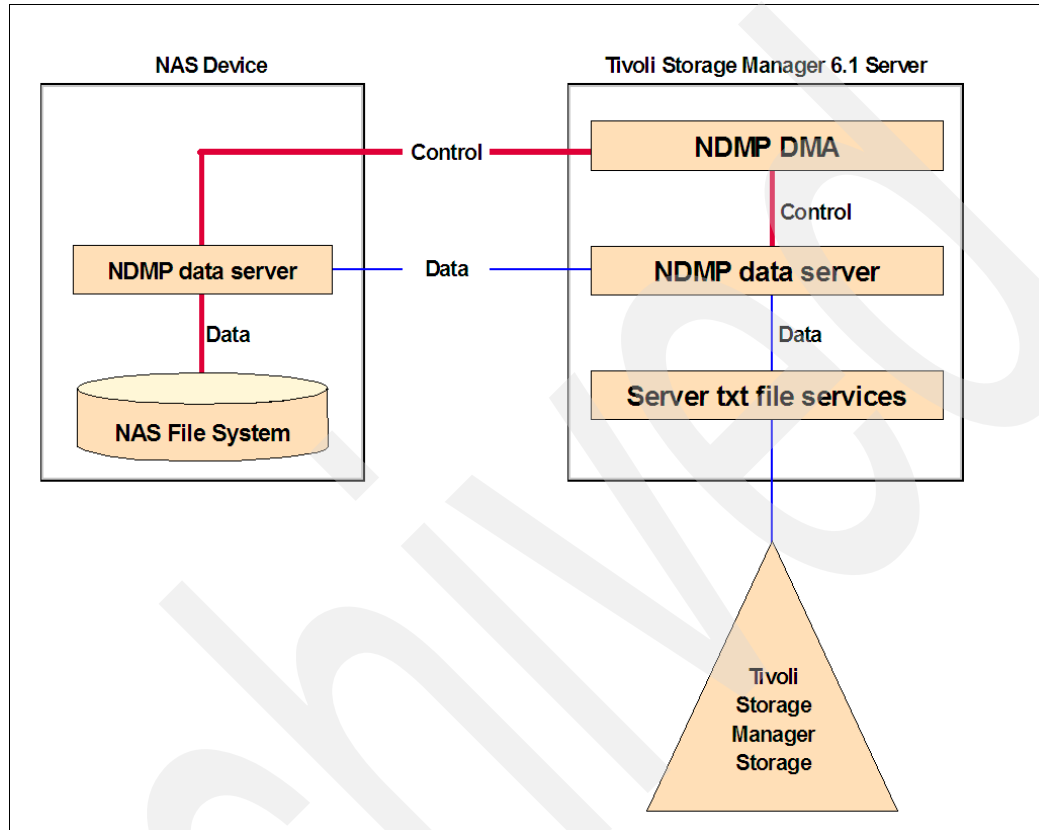 NAS Device
Tivoli Storage Manager 6.1 Server
NDMP DMA
Control
Control
NDMP data server
Data
NDMP data server
Data
Data
Server txt file services
NAS File System
Tivoli
Storage
Manager
Storage